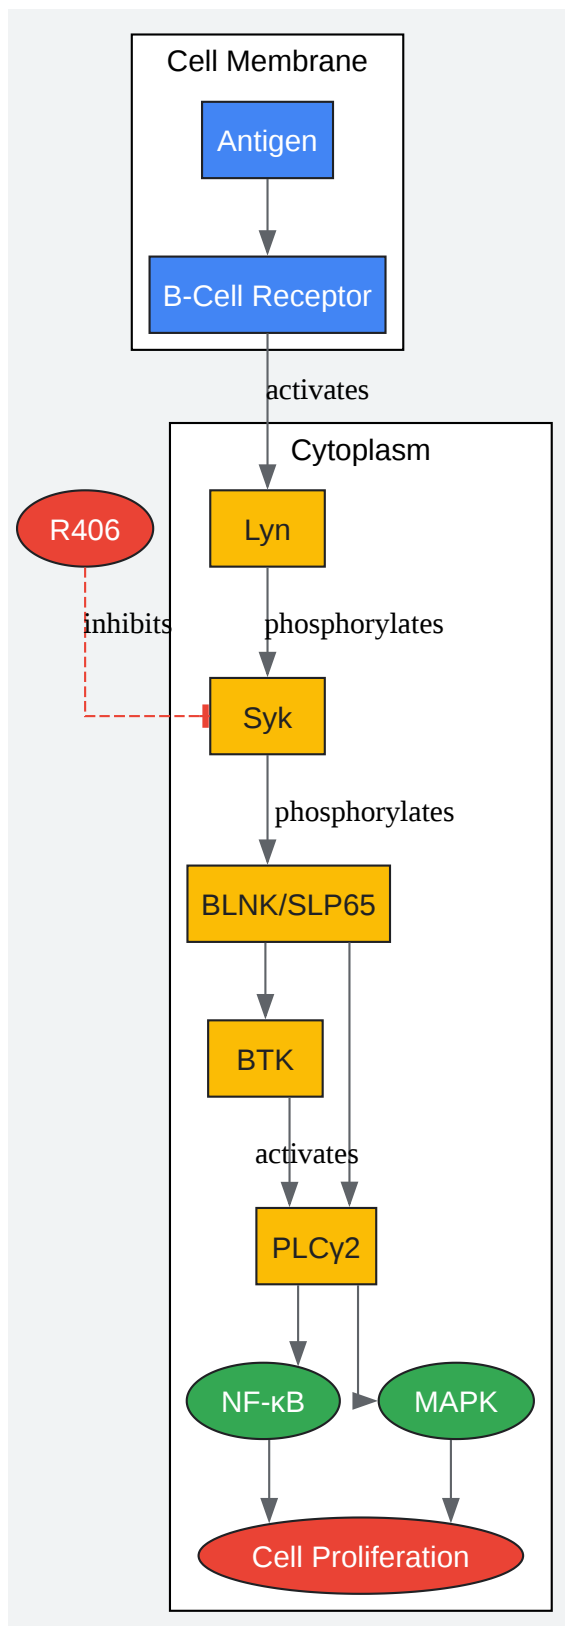 Cell Membrane
Antigen
B-Cell Receptor
activates
Cytoplasm
R406
Lyn
inhibits
phosphorylates
Syk
phosphorylates
BLNK/SLP65
BTK
activates
PLCγ2
NF-κB
MAPK
Cell Proliferation